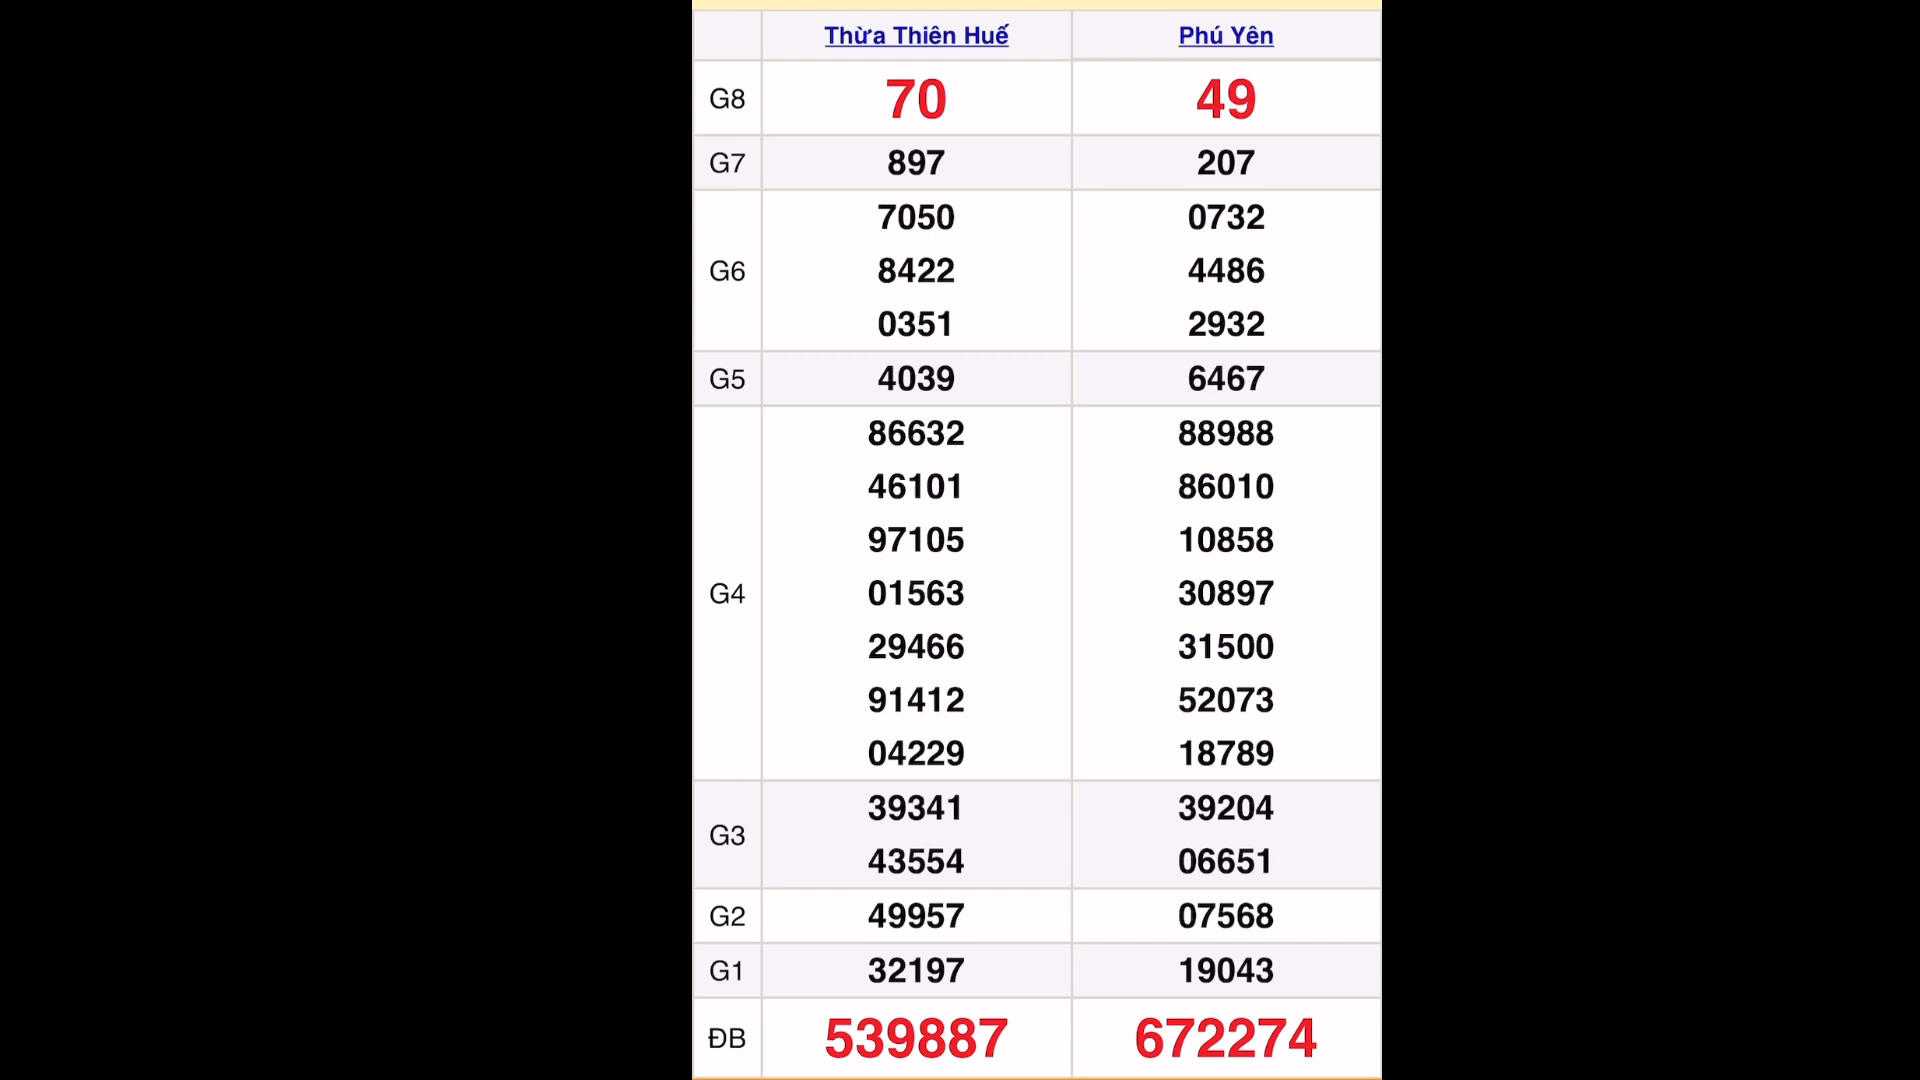 Thừa Thiên Huế Phú Yên
G8 70 49
G7 897 207
7050 0732
G6 8422 4486
0351 2932
G5 4039 6467
86632 88988
46101 86010
97105 10858
G4 01563 30897
29466 31500
91412 52073
04229 18789
39341 39204
G3
43554 06651
G2 49957 07568
G1 32197 19043
ĐB 539887 672274